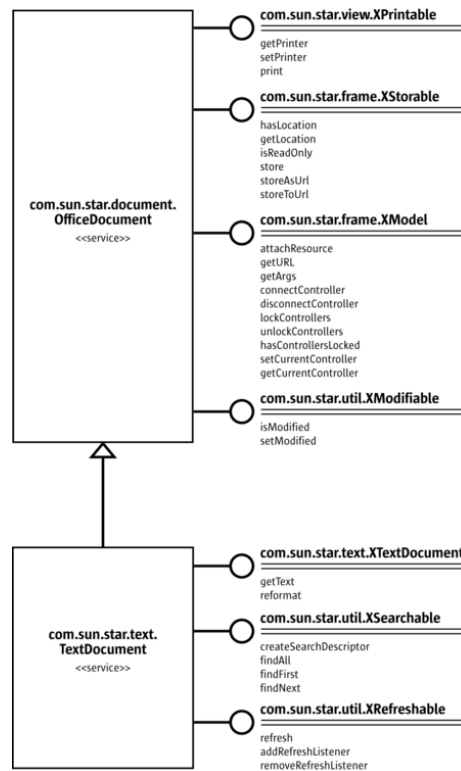 com.sun.star.view.XPrintable
getPrinter
setPrinter
print
com.sun.star.frame.XStorable
hasLocation
getLocation
isReadOnly
store
storeAsUrl
storeToUrl
com.sun.star.document.
OfficeDocument
<<service>>
com.sun.star.frame.XModel
attachResource
getURL
getArgs
connectController
disconnectController
lockControllers
unlockControllers
hasControllersLocked
setCurrentController
getCurrentController
com.sun.star.util.XModifiable
isModified
setModified
com.sun.star.text.XTextDocument
getText
reformat
com.sun.star.text.
TextDocument
<<service>>
com.sun.star.util.XSearchable
createSearchDescriptor
findAll
findFirst
findNext
com.sun.star.util.XRefreshable
refresh
addRefreshListener
removeRefreshListener